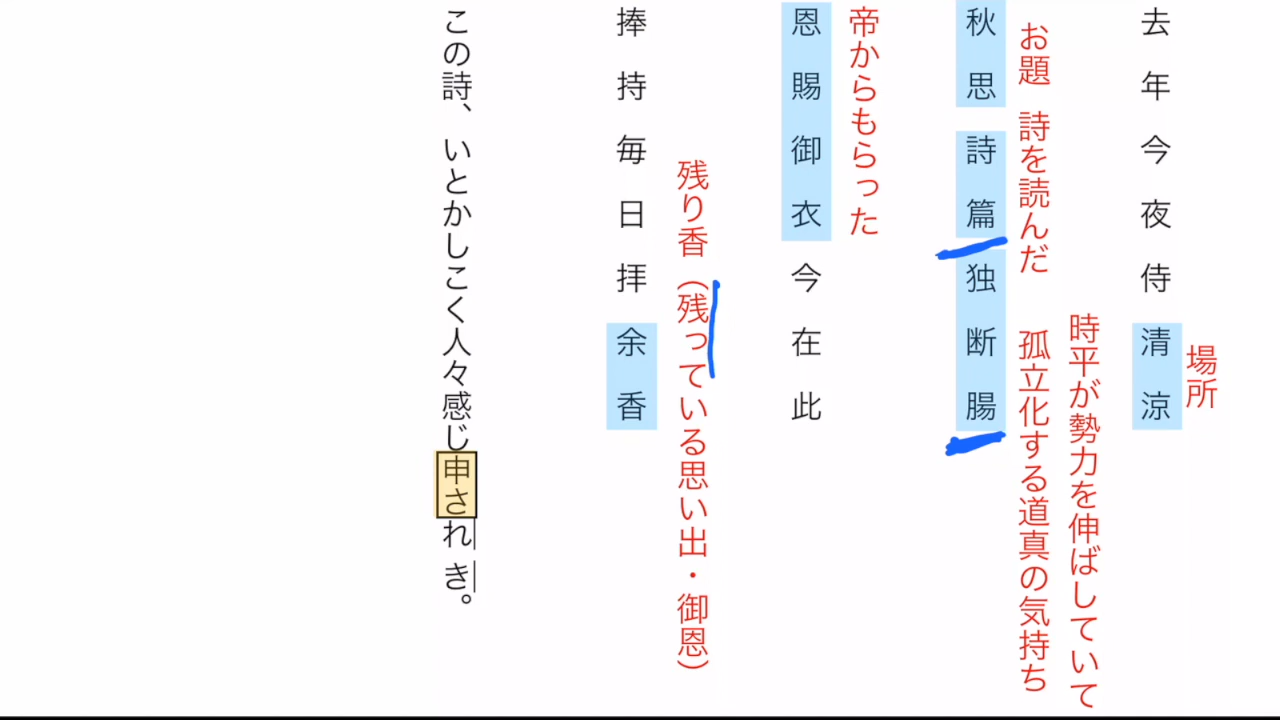 場所
去年今夜侍清涼
時平が勢力を伸ばしていて
お題 詩を読んだ 孤立化する道真の気持ち
秋思詩篇独断腸
帝からもらった
恩賜御衣今在此
残り香（残っている思い出・御恩）
捧持毎日拝余香
この詩、いとかしこく人々感じ申されき。